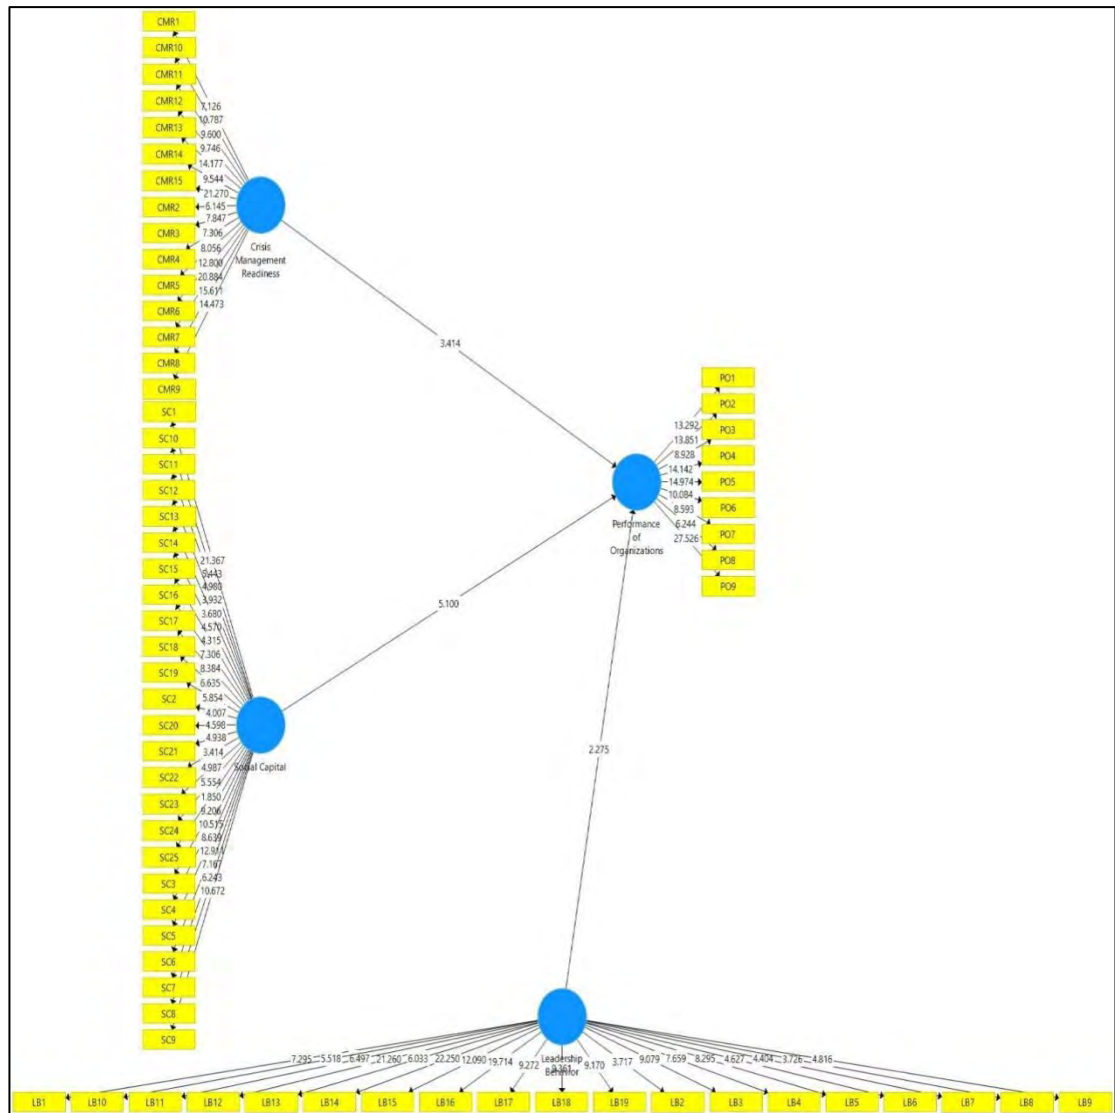 CMR1
CMR10
CMR11
CMR12
CMR13
CMR14
CMR15
CMR2
CMR3
CMR4
CMR5
CMR6
CMR7
CMR8
CMR9
7.126
10.787
9.600
9.746
14.177
9.544
21.270
6.145
7.847
7.306
8.056
12.800
20.884
15.611
14.473
Crisis
Management
Readiness
3.414
SC1
SC10
SC11
SC12
SC13
SC14
SC15
SC16
SC17
SC18
SC19
SC2
SC20
SC21
SC22
SC23
SC24
SC25
SC3
SC4
SC5
SC6
SC7
SC8
SC9
21.367
5.443
4.980
3.932
3.680
4.570
4.315
7.306
8.384
6.635
5.854
4.007
4.598
4.938
3.414
4.987
5.554
1.850
9.206
10.515
8.639
12.911
7.167
6.243
10.672
Social Capital
5.100
PO1
PO2
PO3
PO4
PO5
PO6
PO7
PO8
PO9
13.292
13.851
8.928
14.142
14.974
10.084
8.593
6.244
27.526
Performance
of
Organizations
2.275
Leadership
Behavior
7.295
5.518
6.497
21.260
6.033
22.250
12.090
19.714
9.272
9.361
9.170
3.717
9.079
7.659
8.295
4.627
4.404
3.726
4.816
LB1
LB10
LB11
LB12
LB13
LB14
LB15
LB16
LB17
LB18
LB19
LB2
LB3
LB4
LB5
LB6
LB7
LB8
LB9